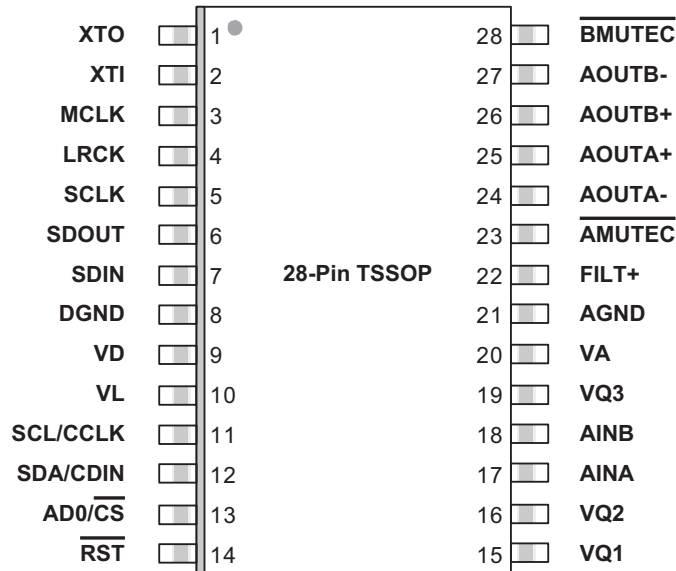 XTO 1 28 BMUTEC
XTI 2 27 AOUTB-
MCLK 3 26 AOUTB+
LRCK 4 25 AOUTA+
SCLK 5 24 AOUTA-
SDOUT 6 23 AMUTEC
SDIN 7 28-Pin TSSOP 22 FILT+
DGND 8 21 AGND
VD 9 20 VA
VL 10 19 VQ3
SCL/CCLK 11 18 AINB
SDA/CDIN 12 17 AINA
AD0/CS 13 16 VQ2
RST 14 15 VQ1